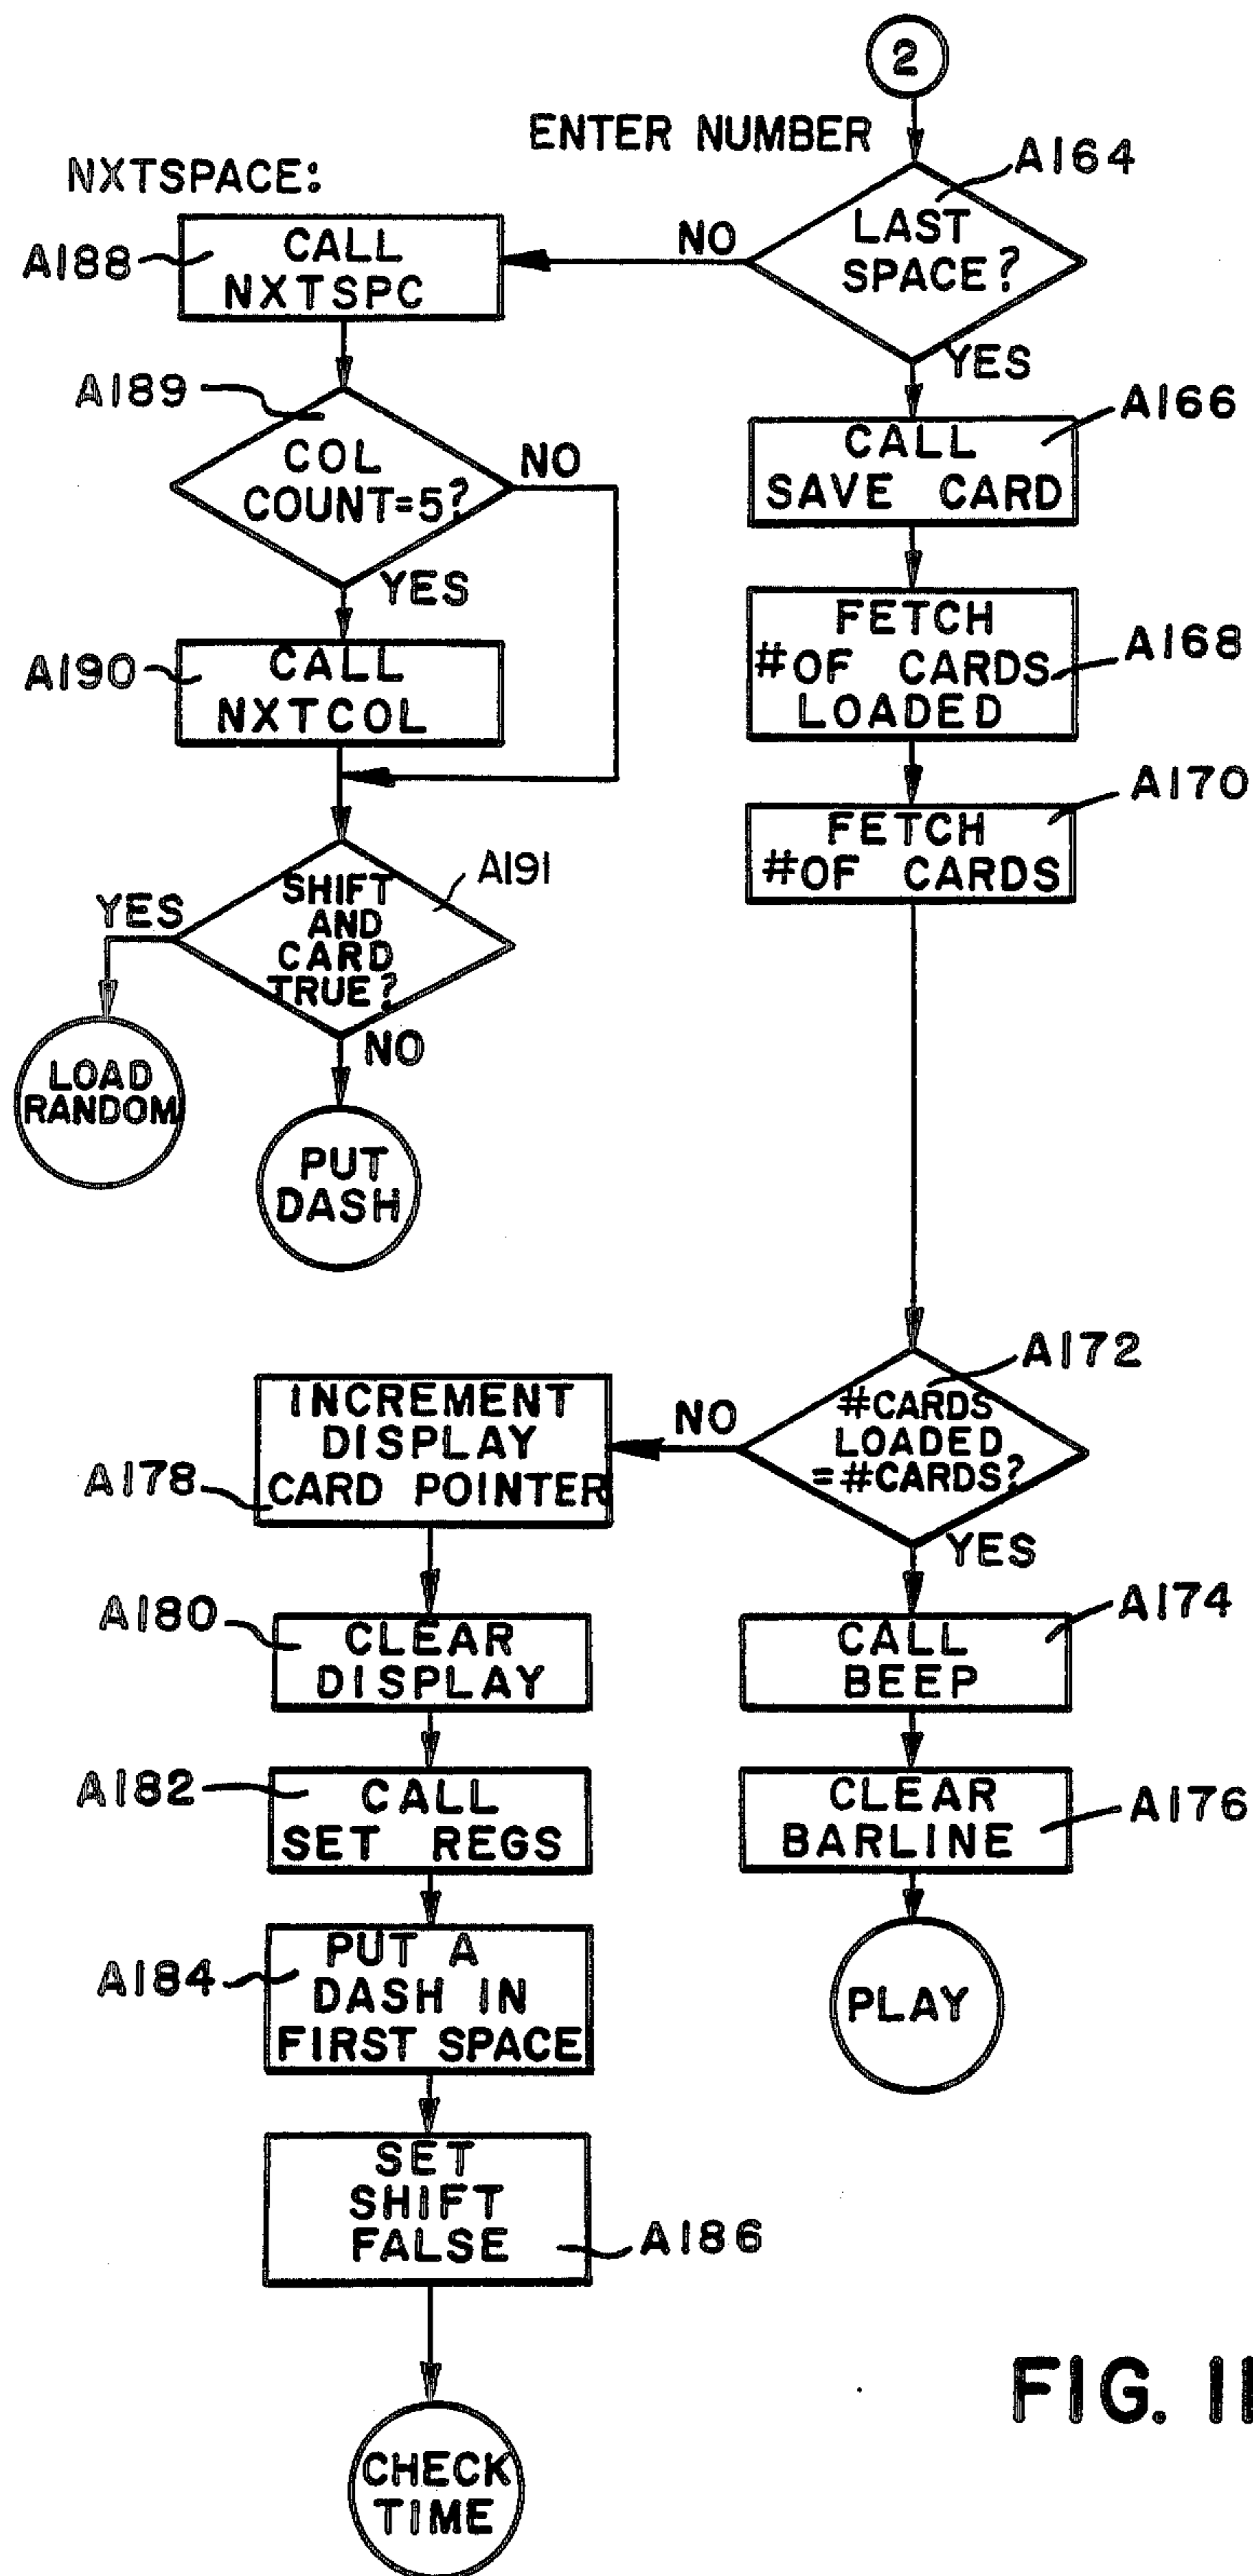 2
ENTER NUMBER
A164
NXTSPACE:
LAST
SPACE?
NO
YES
A188
CALL
NXTSPC
A189
COL
COUNT=5?
NO
YES
A166
CALL
SAVE CARD
A190
CALL
NXTCOL
FETCH
#OF CARDS
LOADED
A168
A170
FETCH
#OF CARDS
A191
SHIFT
AND
CARD
TRUE?
YES
NO
LOAD
RANDOM
PUT
DASH
A172
#CARDS
LOADED
=#CARDS?
NO
YES
INCREMENT
DISPLAY
CARD POINTER
A178
A180
CLEAR
DISPLAY
A174
CALL
BEEP
A182
CALL
SET REGS
CLEAR
BARLINE
A176
A184
PUT A
DASH IN
FIRST SPACE
PLAY
SET
SHIFT
FALSE
A186
CHECK
TIME
FIG. 11